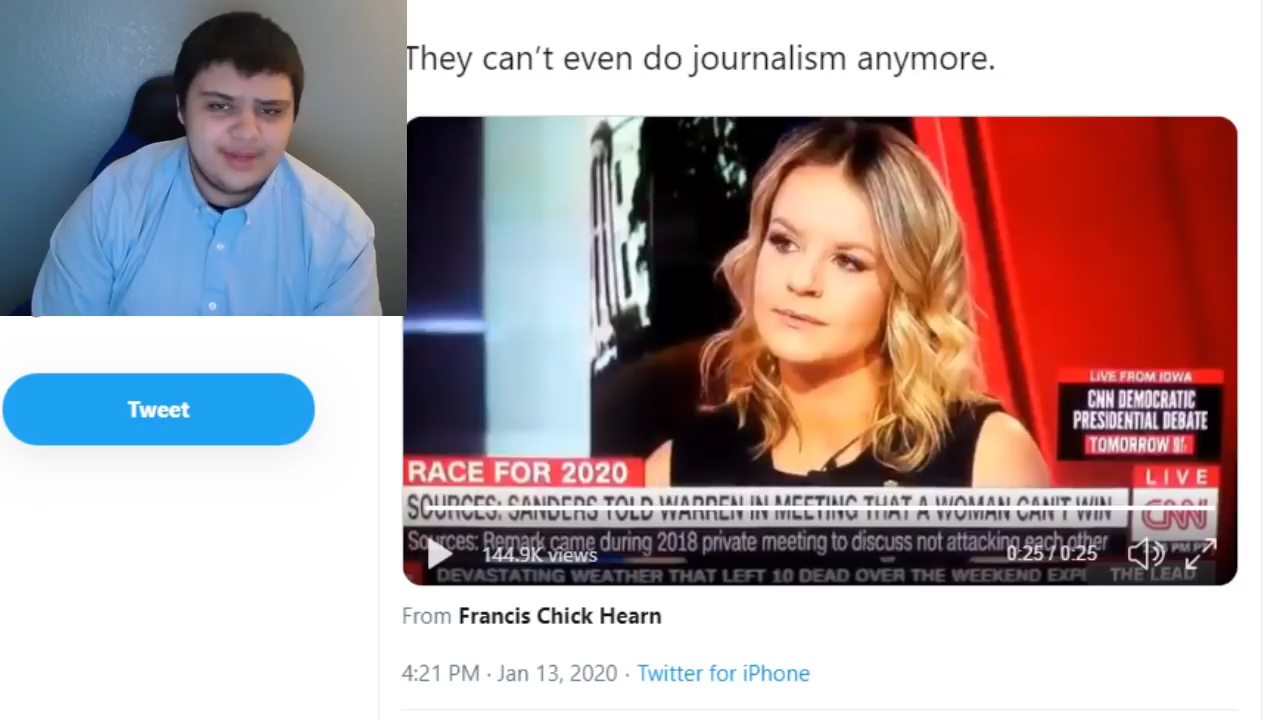 They can't even do journalism anymore.
Tweet
LIVE FROM IOWA
CNN DEMOCRATIC
PRESIDENTIAL DEBATE
TOMORROW
RACE FOR 2020
LIVE
SOURCES: SANDERS TOLD WARREN IN MEETING THAT A WOMAN CAN'T WIN
CNN
Sources: Remark came during 2018 private meeting to discuss not attacking each other
144.9K views
0:25 / 0:25
DEVASTATING WEATHER THAT LEFT 10 DEAD OVER THE WEEKEND
THE LEAD
From Francis Chick Hearn
4:21 PM · Jan 13, 2020 · Twitter for iPhone